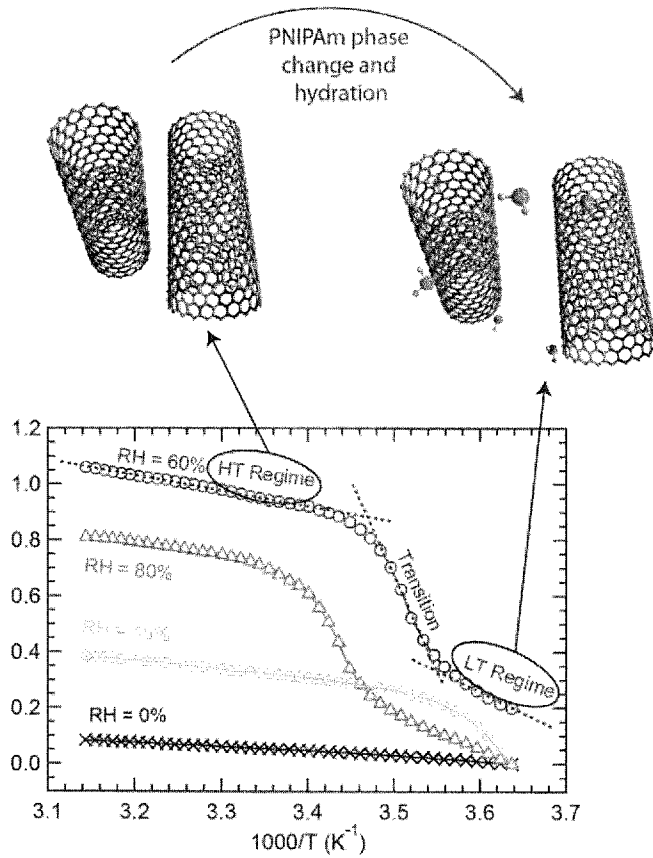 PNIPAm phase
change and
hydration
1.2
1.0
0.8
0.6
0.4
0.2
0.0
RH = 60%
HT Regime
RH = 80%
Transition
LT Regime
RH = 0%
3.1
3.2
3.3
3.4
3.5
3.6
3.7
1000/T (K⁻¹)